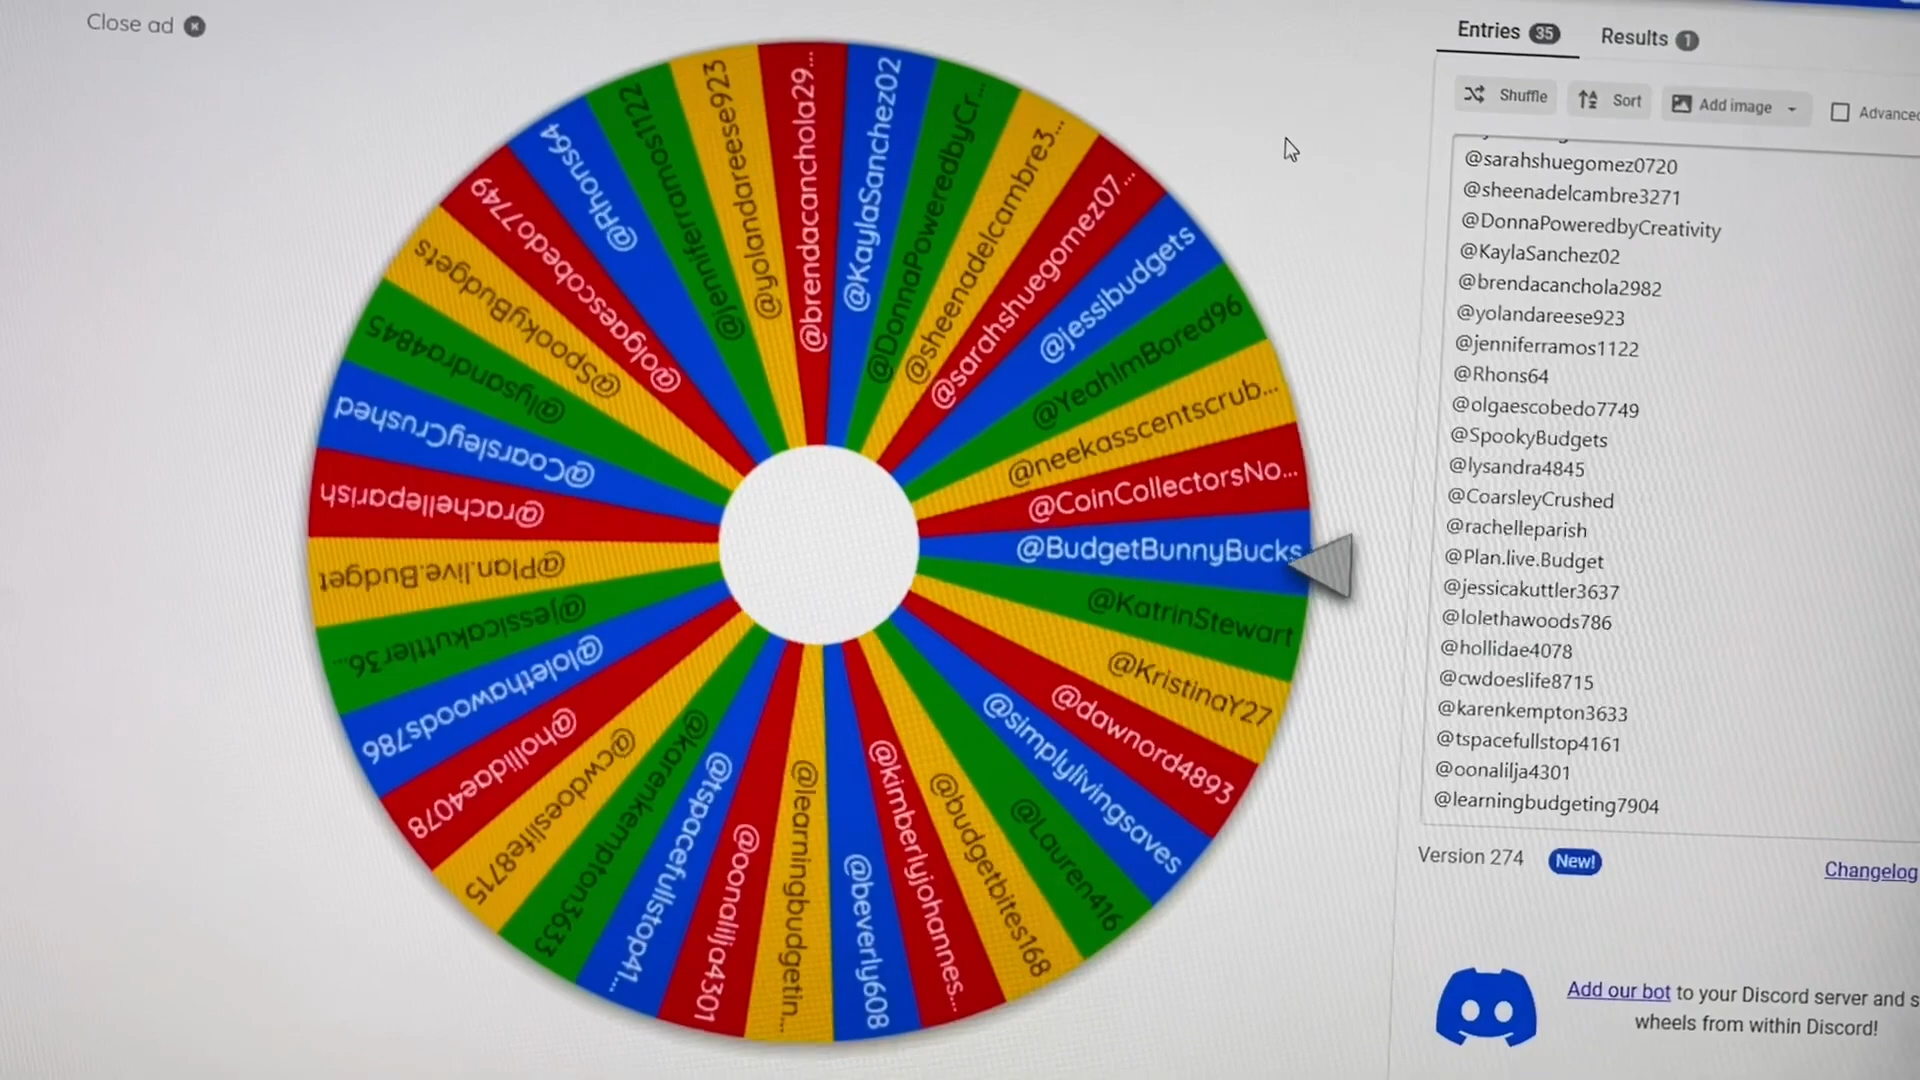 Close ad
@brendacanchola29...
@KaylaSanchez02
@DonnaPoweredbyCr...
@sheenadelcambre3...
@sarahshuegomez07...
@jessibudgets
@YeahImBored96
@neekasscentscrub...
@CoinCollectorsNo...
@BudgetBunnyBucks
@KatrinStewart
@KristinaY27
@dawnord4893
@simplylivingsaves
@Lauren416
@budgetbites168
@kimberlyjohannes...
@beverly608
@learningbudgetin...
@oonalilja4301
@tspacefullstop41...
@karenkempton3633
@cwdoeslife8715
@hollidae4078
@lolethawoods786
@jessicakuttler36...
@Plan.live.Budget
@rachelleparish
@CoarsleyCrushed
@lysandra4845
@SpookyBudgets
@olgaescobedo7749
@Rhons64
@jenniferramos1122
@yolandareese923
Entries 35 Results 1
Shuffle Sort Add image Advanced
@sarahshuegomez0720
@sheenadelcambre3271
@DonnaPoweredbyCreativity
@KaylaSanchez02
@brendacanchola2982
@yolandareese923
@jenniferramos1122
@Rhons64
@olgaescobedo7749
@SpookyBudgets
@lysandra4845
@CoarsleyCrushed
@rachelleparish
@Plan.live.Budget
@jessicakuttler3637
@lolethawoods786
@hollidae4078
@cwdoeslife8715
@karenkempton3633
@tspacefullstop4161
@oonalilja4301
@learningbudgeting7904
Version 274 New! Changelog
Add our bot to your Discord server and s
wheels from within Discord!